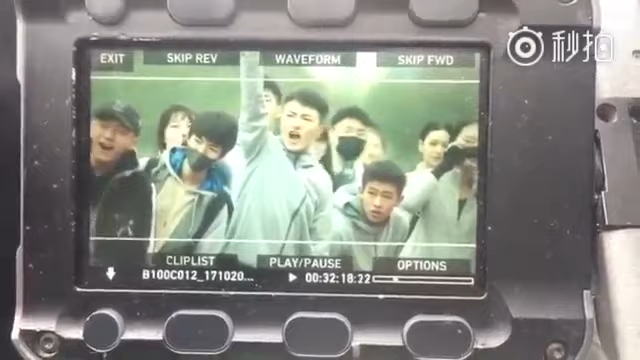 秒拍
EXIT SKIP REV WAVEFORM SKIP FWD
CLIPLIST PLAY/PAUSE OPTIONS
B100C012_171020... 00:32:18:22